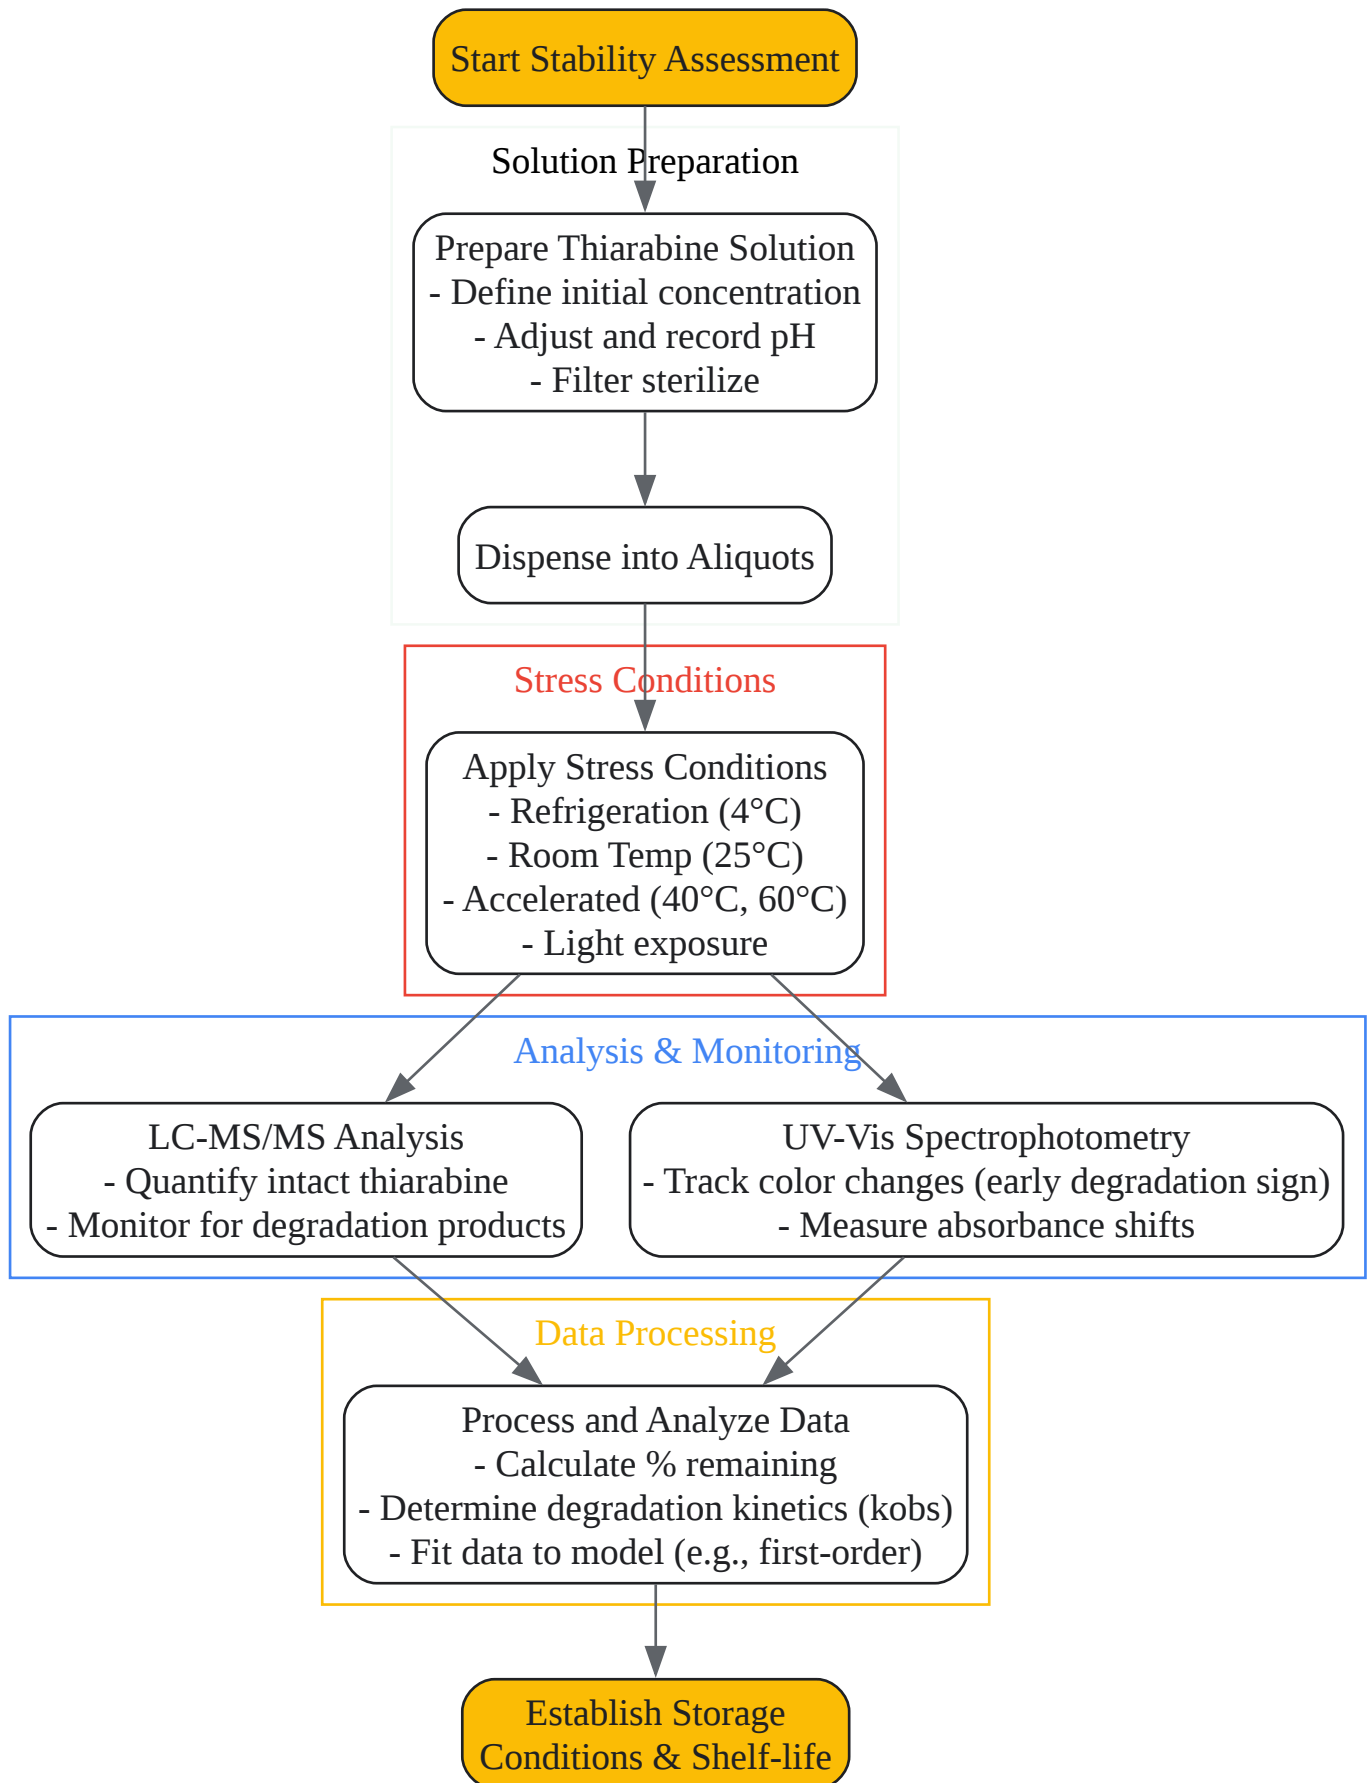 Start Stability Assessment
Solution Preparation
Prepare Thiarabine Solution
- Define initial concentration
- Adjust and record pH
- Filter sterilize
Dispense into Aliquots
Stress Conditions
Apply Stress Conditions
- Refrigeration (4°C)
- Room Temp (25°C)
- Accelerated (40°C, 60°C)
- Light exposure
Analysis & Monitoring
LC-MS/MS Analysis
- Quantify intact thiarabine
- Monitor for degradation products
UV-Vis Spectrophotometry
- Track color changes (early degradation sign)
- Measure absorbance shifts
Data Processing
Process and Analyze Data
- Calculate % remaining
- Determine degradation kinetics (kobs)
- Fit data to model (e.g., first-order)
Establish Storage
Conditions & Shelf-life